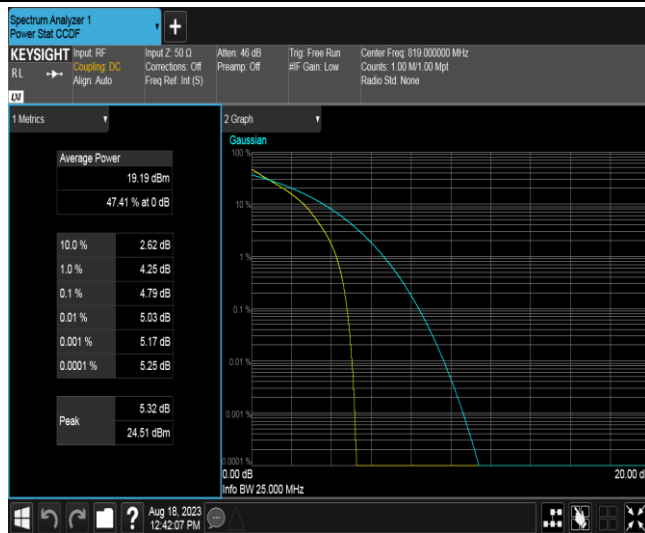 Spectrum Analyzer 1
Power Stat CCDF
+
KEYSIGHT
RL
Input: RF
Coupling: DC
Align: Auto
Input Z: 50 Ω
Corrections: Off
Freq Ref: Int (S)
Atten: 46 dB
Preamp: Off
Trig: Free Run
#IF Gain: Low
Center Freq: 819.000000 MHz
Counts: 1.00 M/1.00 Mpt
Radio Std: None
LXI
1 Metrics
Average Power
19.19 dBm
47.41 % at 0 dB
10.0 % 2.62 dB
1.0 % 4.25 dB
0.1 % 4.79 dB
0.01 % 5.03 dB
0.001 % 5.17 dB
0.0001 % 5.25 dB
Peak
5.32 dB
24.51 dBm
2 Graph
Gaussian
100 %
10 %
1 %
0.1 %
0.01 %
0.001 %
0.0001 %
0.00 dB
20.00 d
Info BW 25.000 MHz
?
Aug 18, 2023
12:42:07 PM